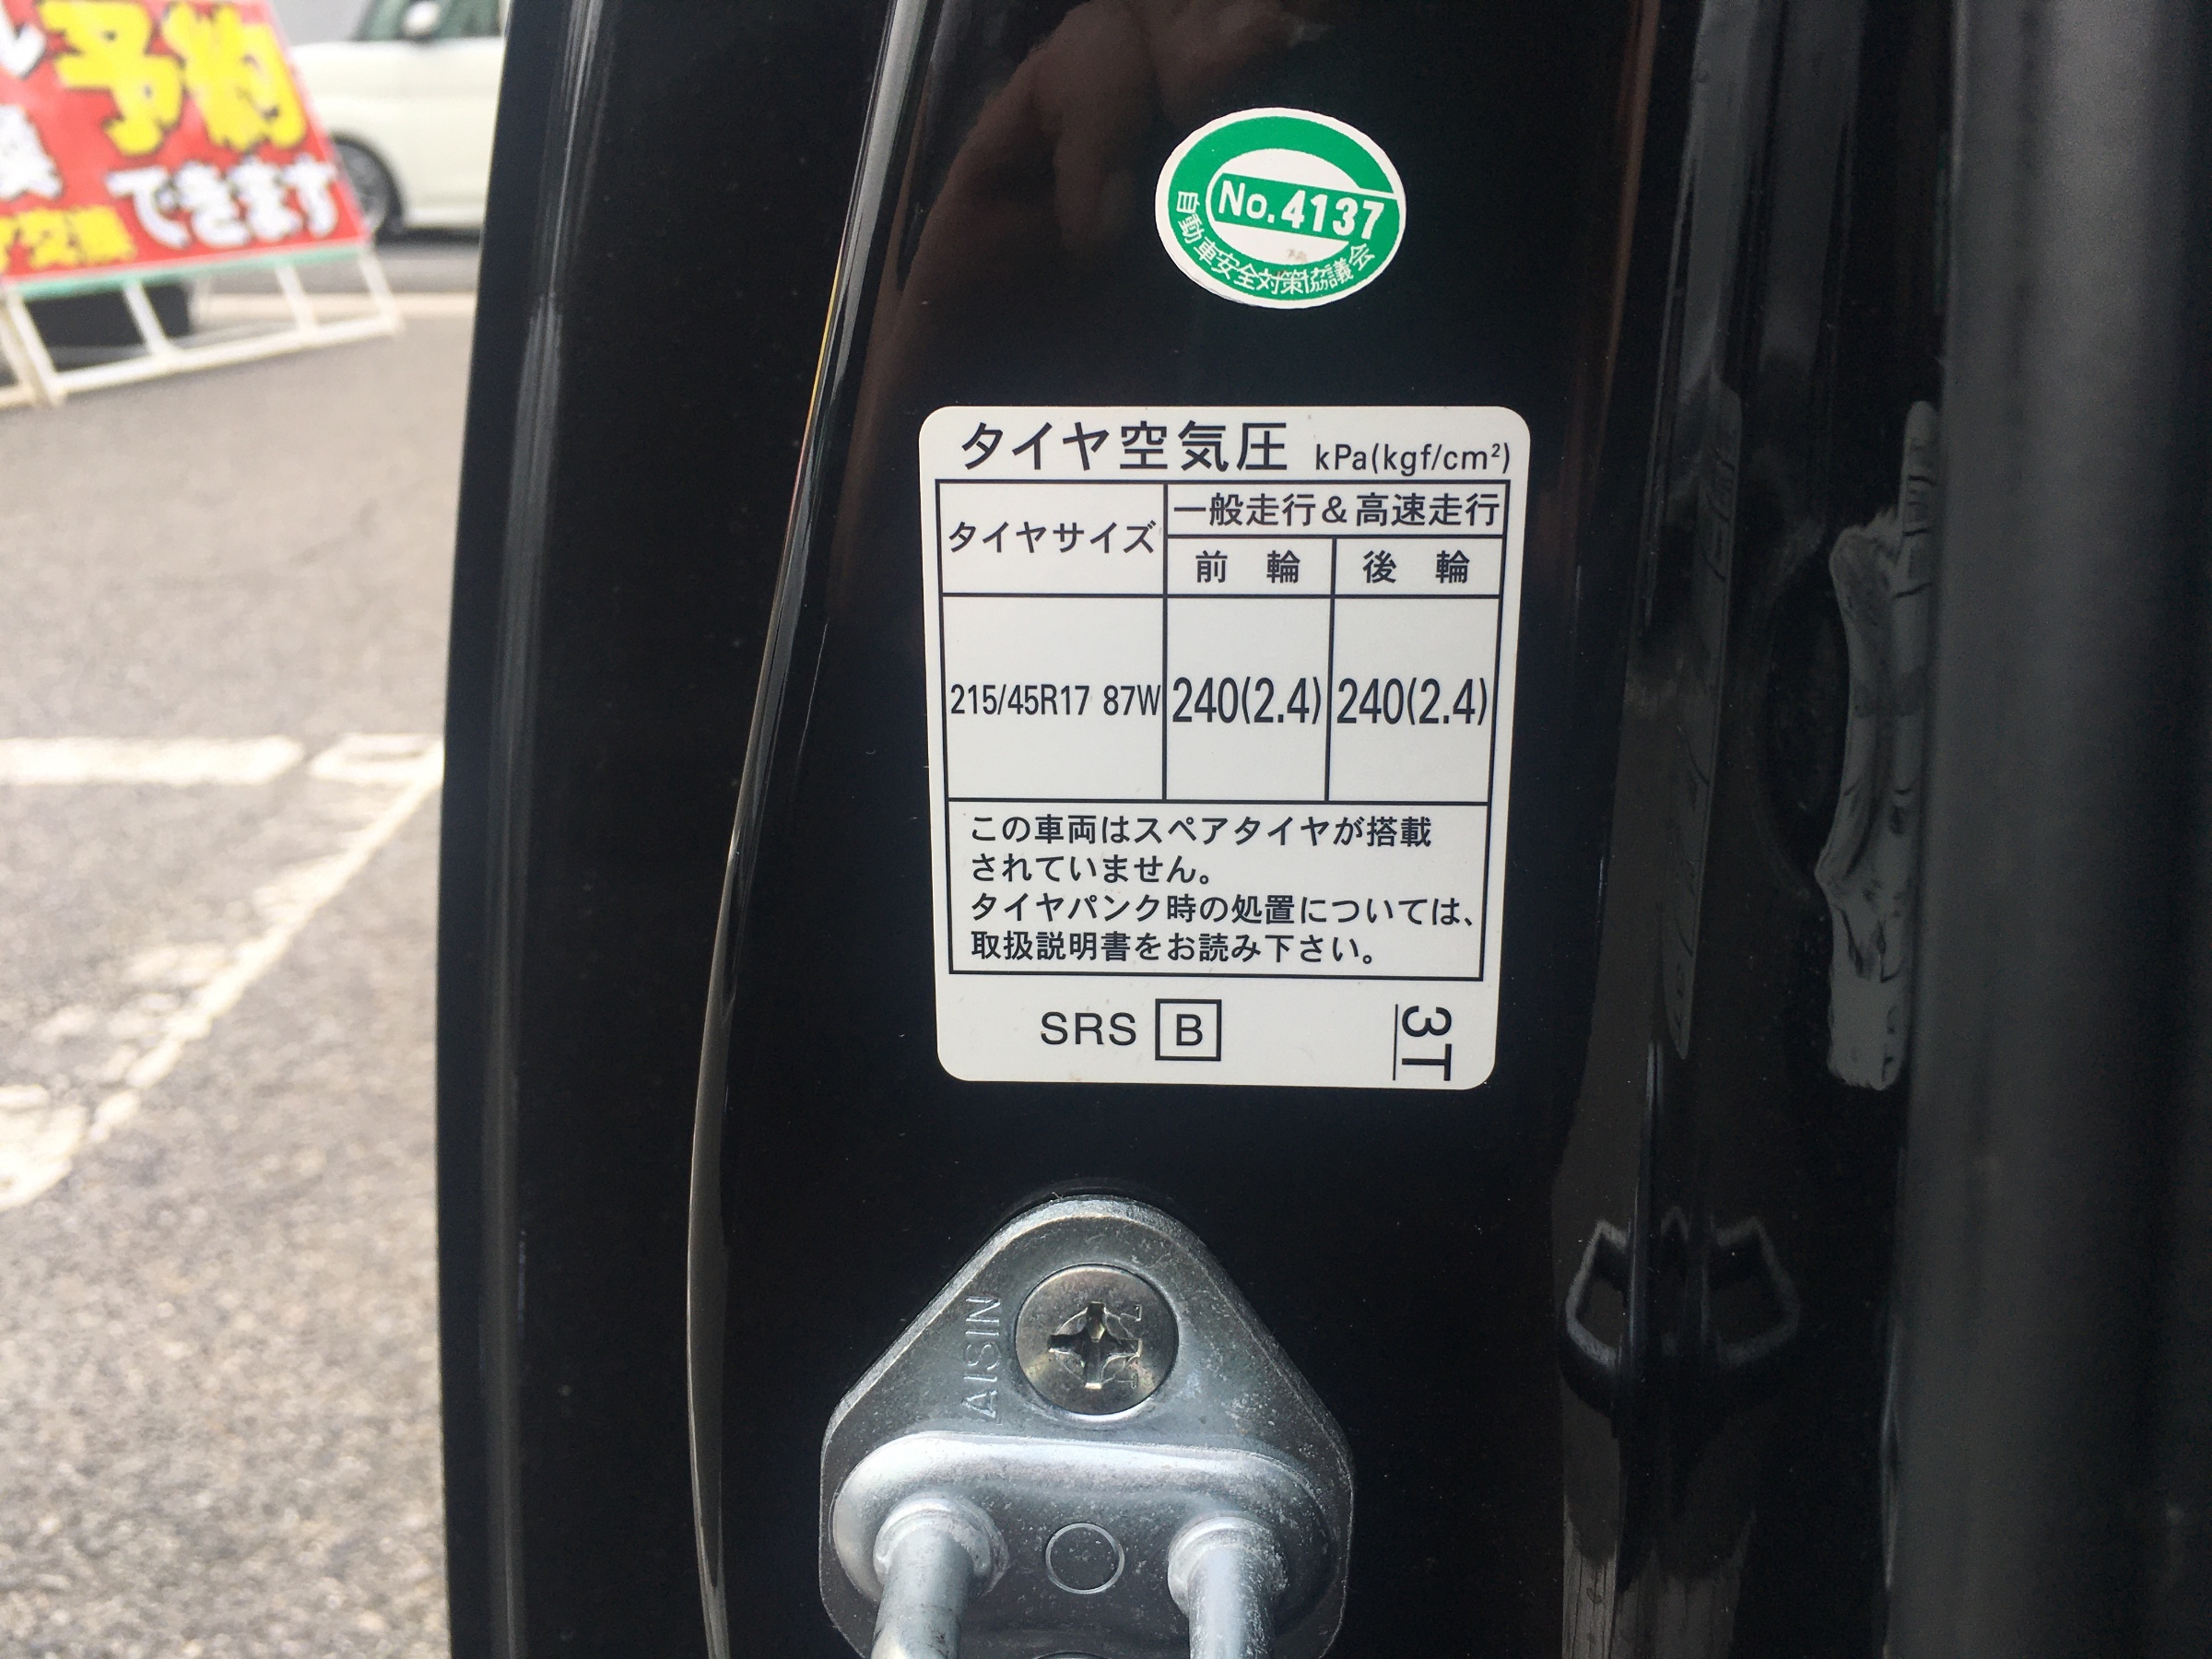 予約
できます
交換
No.4137
自動車安全対策協議会
タイヤ空気圧 kPa(kgf/cm²)
タイヤサイズ
一般走行&高速走行
前 輪 後 輪
215/45R17 87W 240(2.4) 240(2.4)
この車両はスペアタイヤが搭載
されていません。
タイヤパンク時の処置については、
取扱説明書をお読み下さい。
SRS B
3T
AISIN